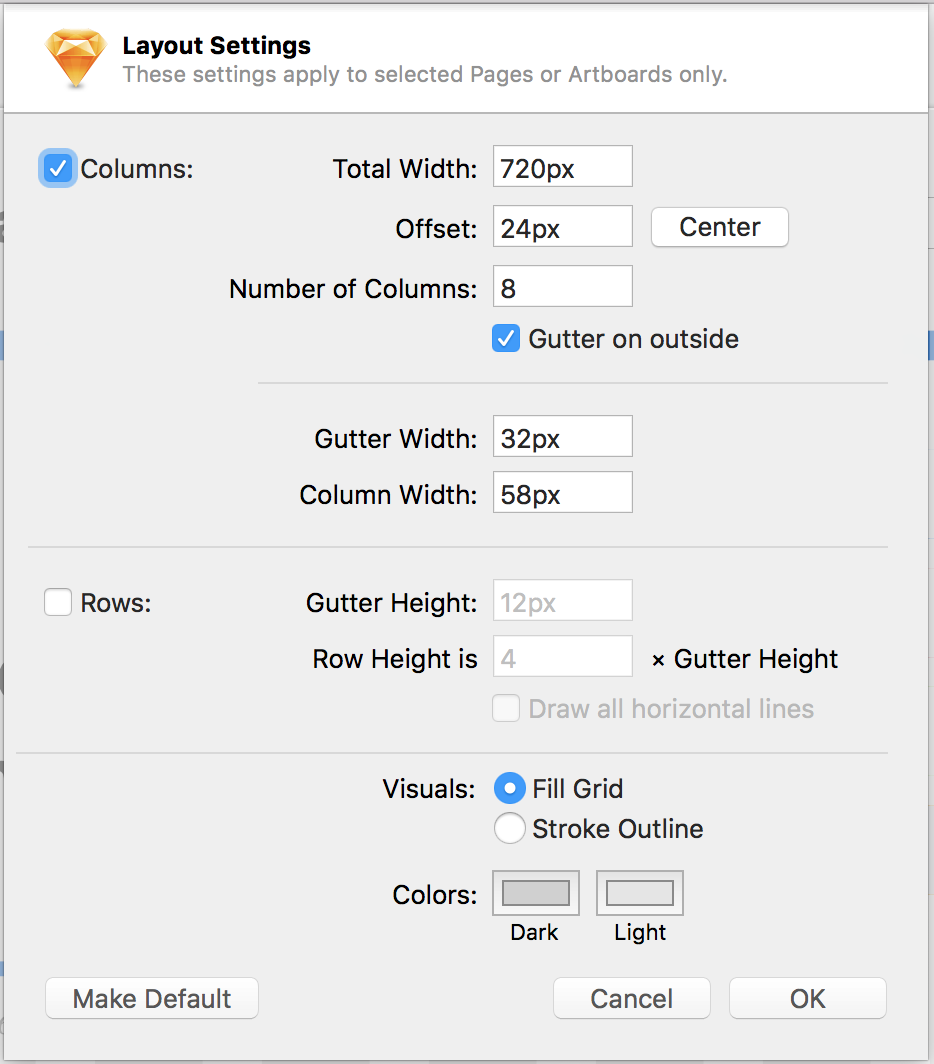 Layout Settings
These settings apply to selected Pages or Artboards only.
Columns: Total Width: 720px
Offset: 24px Center
Number of Columns: 8
Gutter on outside
Gutter Width: 32px
Column Width: 58px
Rows: Gutter Height: 12px
Row Height is 4 × Gutter Height
Draw all horizontal lines
Visuals: Fill Grid
Stroke Outline
Colors:
Dark Light
Make Default Cancel OK